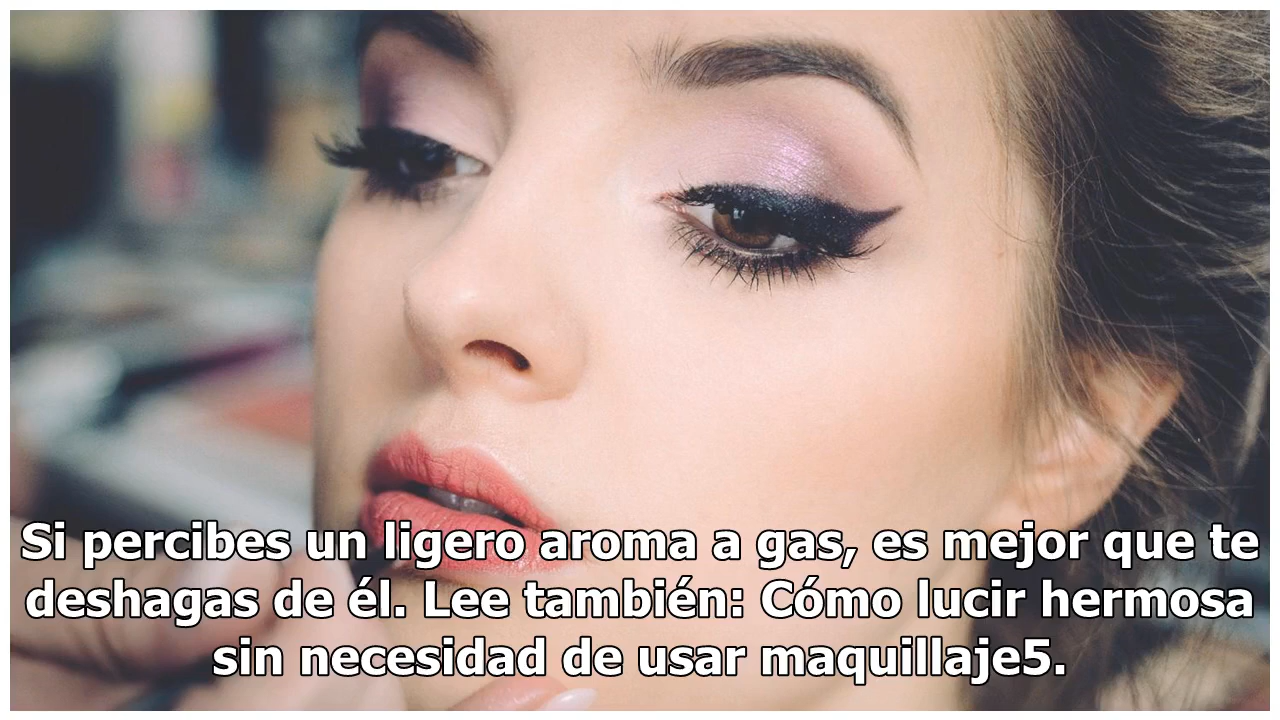 Si percibes un ligero aroma a gas, es mejor que te
deshagas de él. Lee también: Cómo lucir hermosa
sin necesidad de usar maquillaje5.